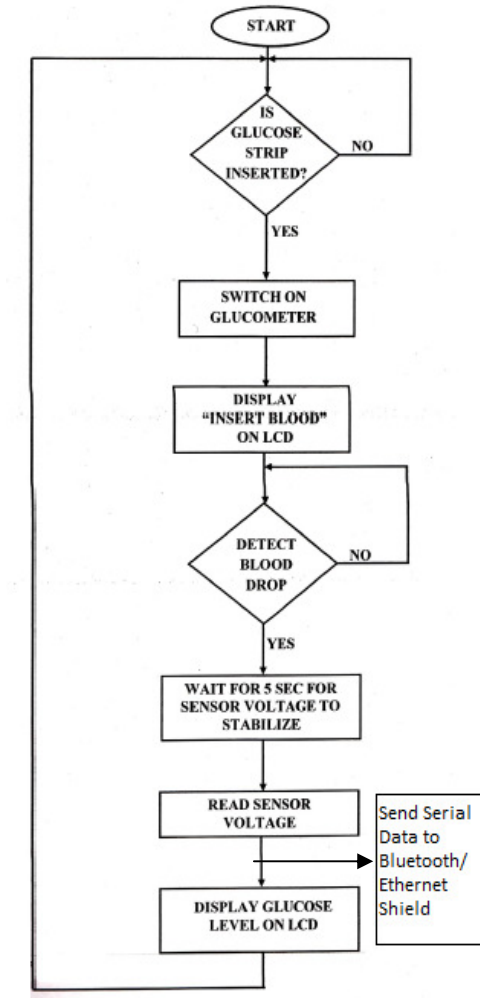 START
IS
GLUCOSE
STRIP
INSERTED?
NO
YES
SWITCH ON
GLUCOMETER
DISPLAY
“INSERT BLOOD”
ON LCD
DETECT
BLOOD
DROP
NO
YES
WAIT FOR 5 SEC FOR
SENSOR VOLTAGE TO
STABILIZE
READ SENSOR
VOLTAGE
Send Serial
Data to
Bluetooth/
Ethernet
Shield
DISPLAY GLUCOSE
LEVEL ON LCD